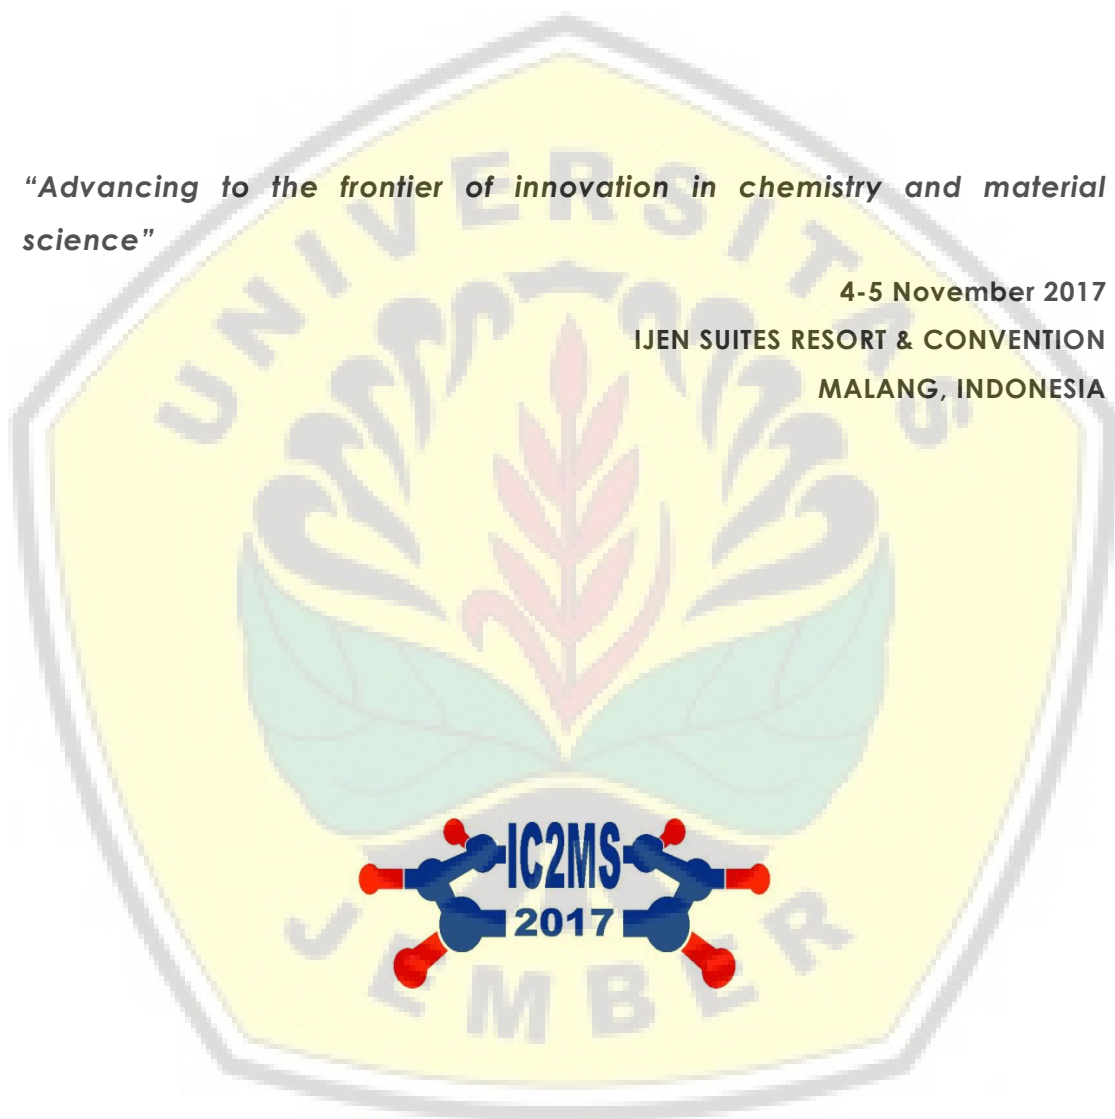 “Advancing to the frontier of innovation in chemistry and material
science”
4-5 November 2017
IJEN SUITES RESORT & CONVENTION
MALANG, INDONESIA
UNIVERSITAS
IC2MS
2017
JEMBER